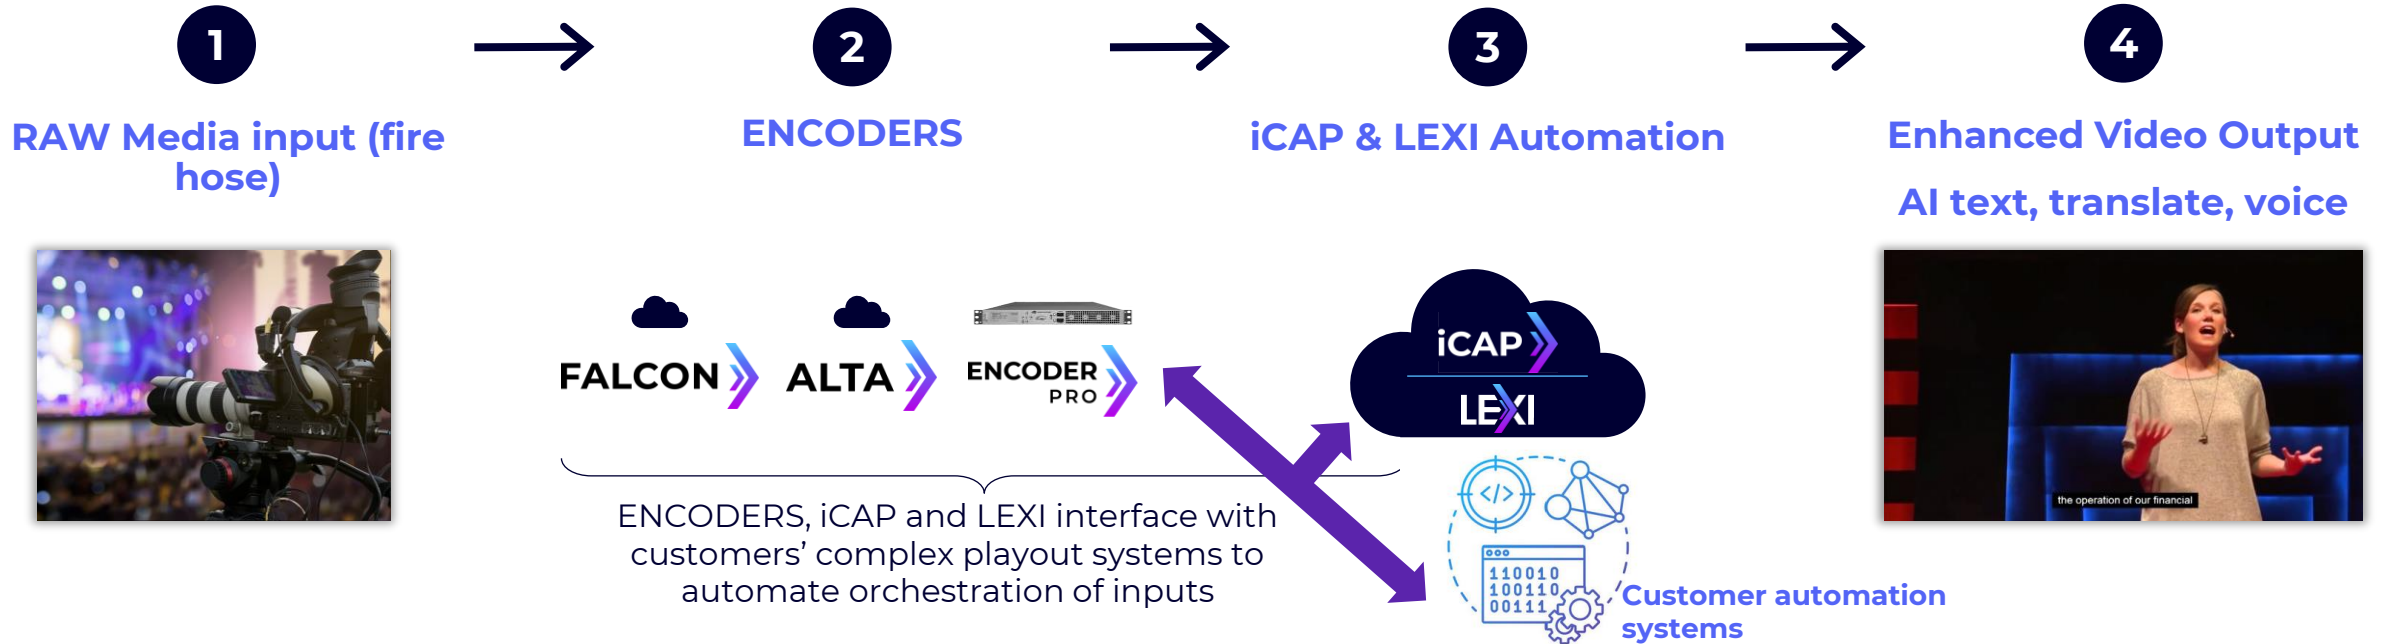 1
2
3
4
RAW Media input (fire
hose)
ENCODERS
iCAP & LEXI Automation
Enhanced Video Output
AI text, translate, voice
FALCON
ALTA
ENCODER
PRO
iCAP
LEXI
the operation of our financial
</>
110010
100110
00111
ENCODERS, iCAP and LEXI interface with
customers’ complex playout systems to
automate orchestration of inputs
Customer automation
systems